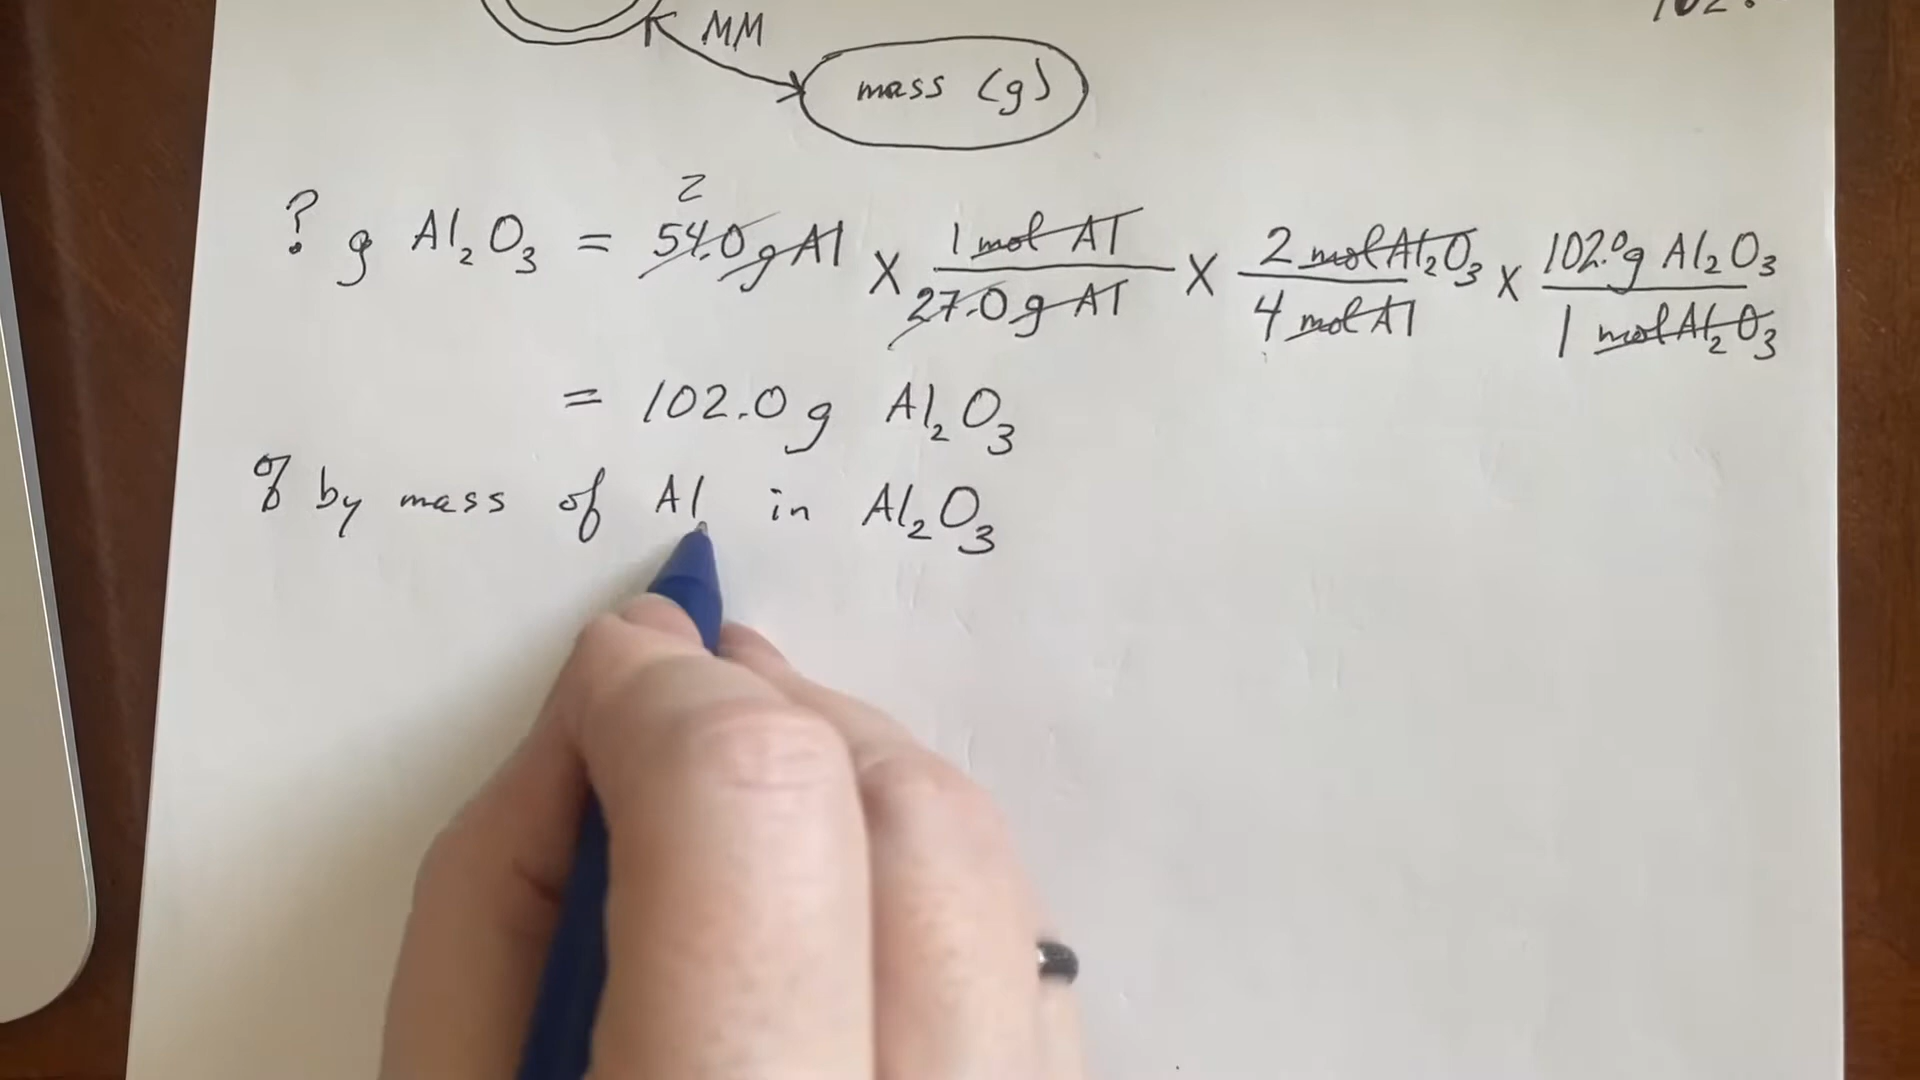 102.
MM
mass (g)
2
? g Al₂O₃ = 54.0 g Al × 1 mol Al / 27.0 g Al × 2 mol Al₂O₃ / 4 mol Al × 102.0 g Al₂O₃ / 1 mol Al₂O₃
= 102.0 g Al₂O₃
% by mass of Al in Al₂O₃